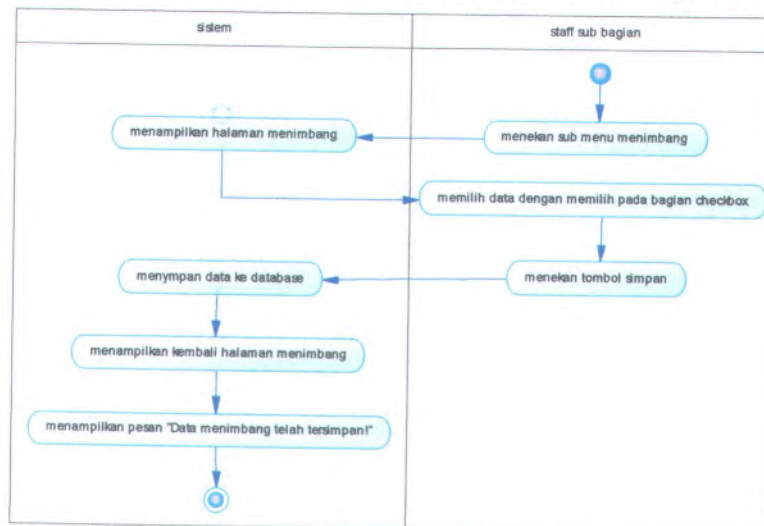 sistem
staff sub bagian
menampilkan halaman menimbang
menekan sub menu menimbang
memilih data dengan memilih pada bagian checkbox
menympan data ke database
menekan tombol simpan
menampilkan kembali halaman menimbang
menampilkan pesan "Data menimbang telah tersimpan!"